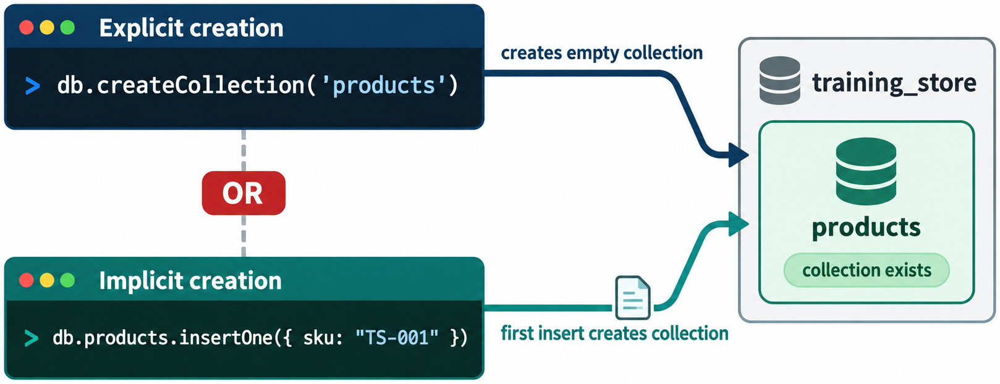 Explicit creation
> db.createCollection('products')
creates empty collection
OR
Implicit creation
> db.products.insertOne({ sku: "TS-001" })
first insert creates collection
training_store
products
collection exists